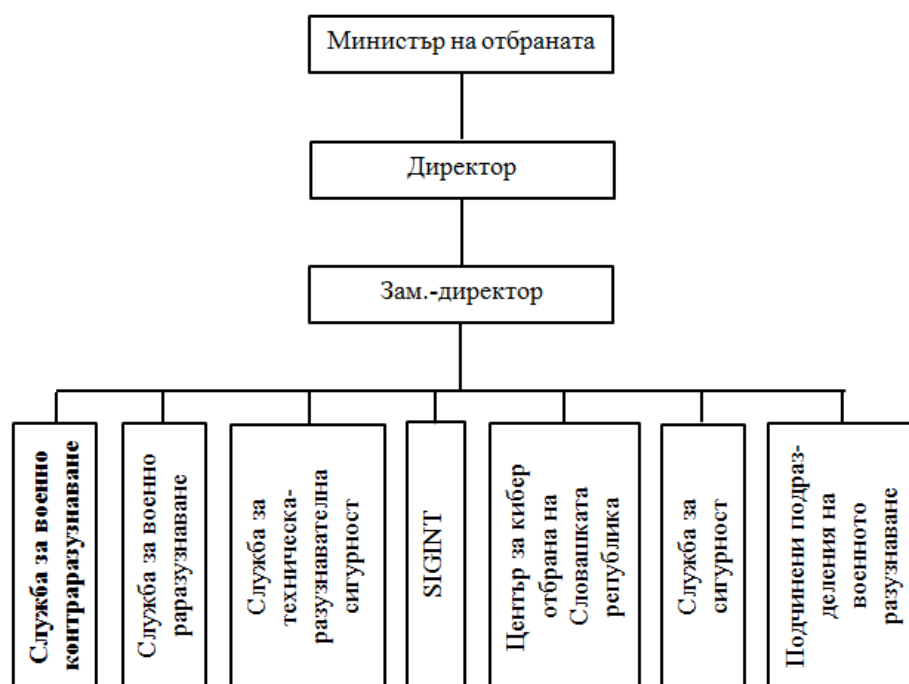 Министър на отбраната
Директор
Зам.-директор
Служба за военно
контраразузнаване
Служба за военно
раразузнаване
Служба за
техническа-
разузнавателна
сигурност
SIGINT
Център за кибер
отбрана на
Словашката
република
Служба за
сигурност
Подчинени подраз-
деления на
военното
разузнаване